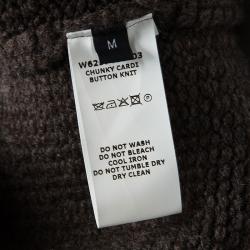 M
CHUNKY CARDI
BUTTON KNIT
DO NOT WASH
DO NOT BLEACH
COOL IRON
DO NOT TUMBLE DRY
DRY CLEAN